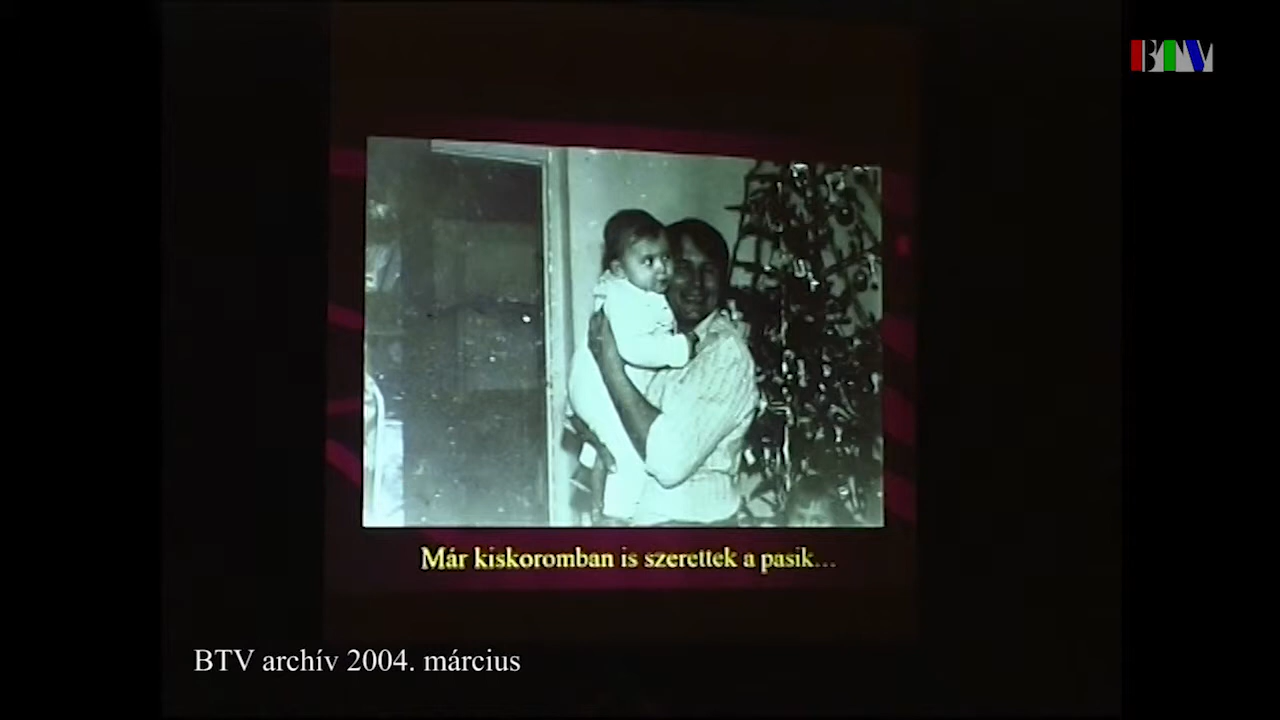 BTV
Már kiskoromban is szerettek a pasik...
BTV archív 2004. március